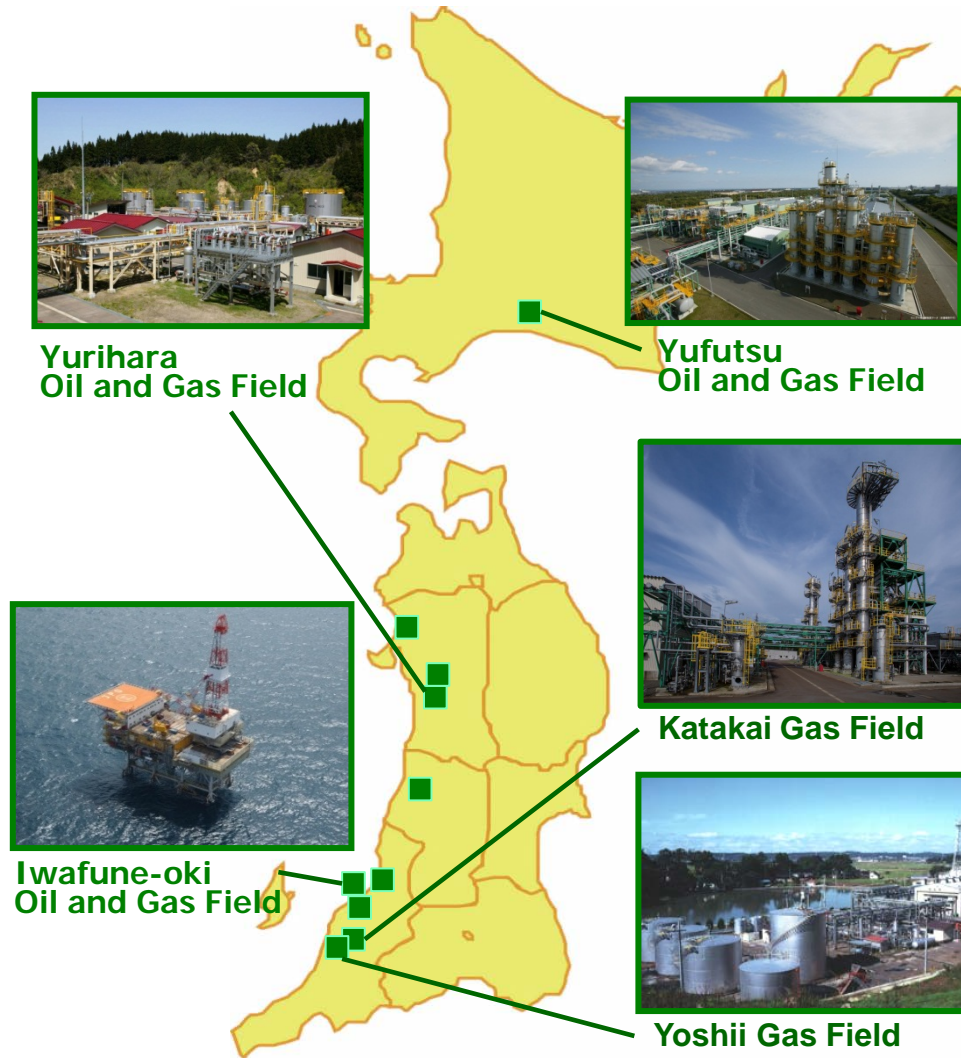 Yurihara
Oil and Gas Field
Yufutsu
Oil and Gas Field
Katakai Gas Field
Iwafune-oki
Oil and Gas Field
Yoshii Gas Field